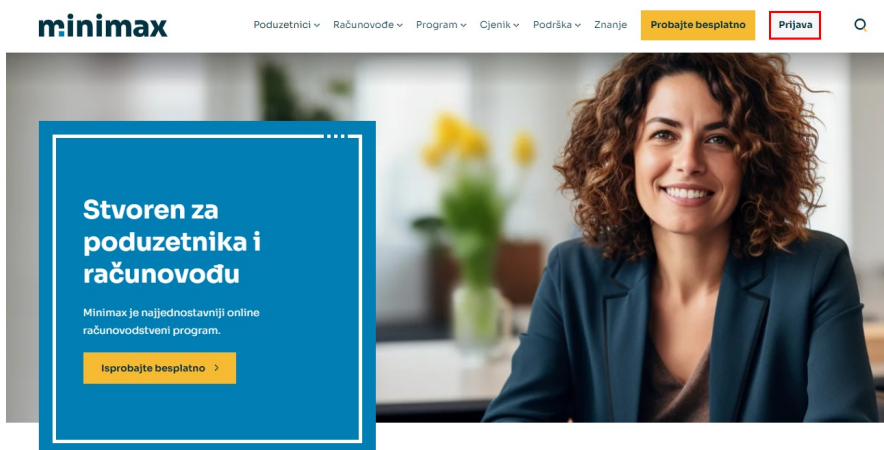 minimax
Poduzetnici Računovođe Program Cjenik Podrška Znanje Probajte besplatno Prijava
Stvoren za
poduzetnika i
računovođu
Minimax je najjednostavniji online
računovodstveni program.
Isprobajte besplatno